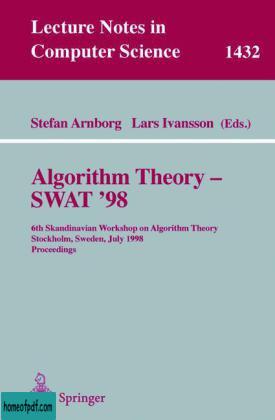 Lecture Notes in
Computer Science
1432
Stefan Arnborg Lars Ivansson (Eds.)
Algorithm Theory –
SWAT '98
6th Skandinavian Workshop on Algorithm Theory
Stockholm, Sweden, July 1998
Proceedings
Springer
homeofpdf.com